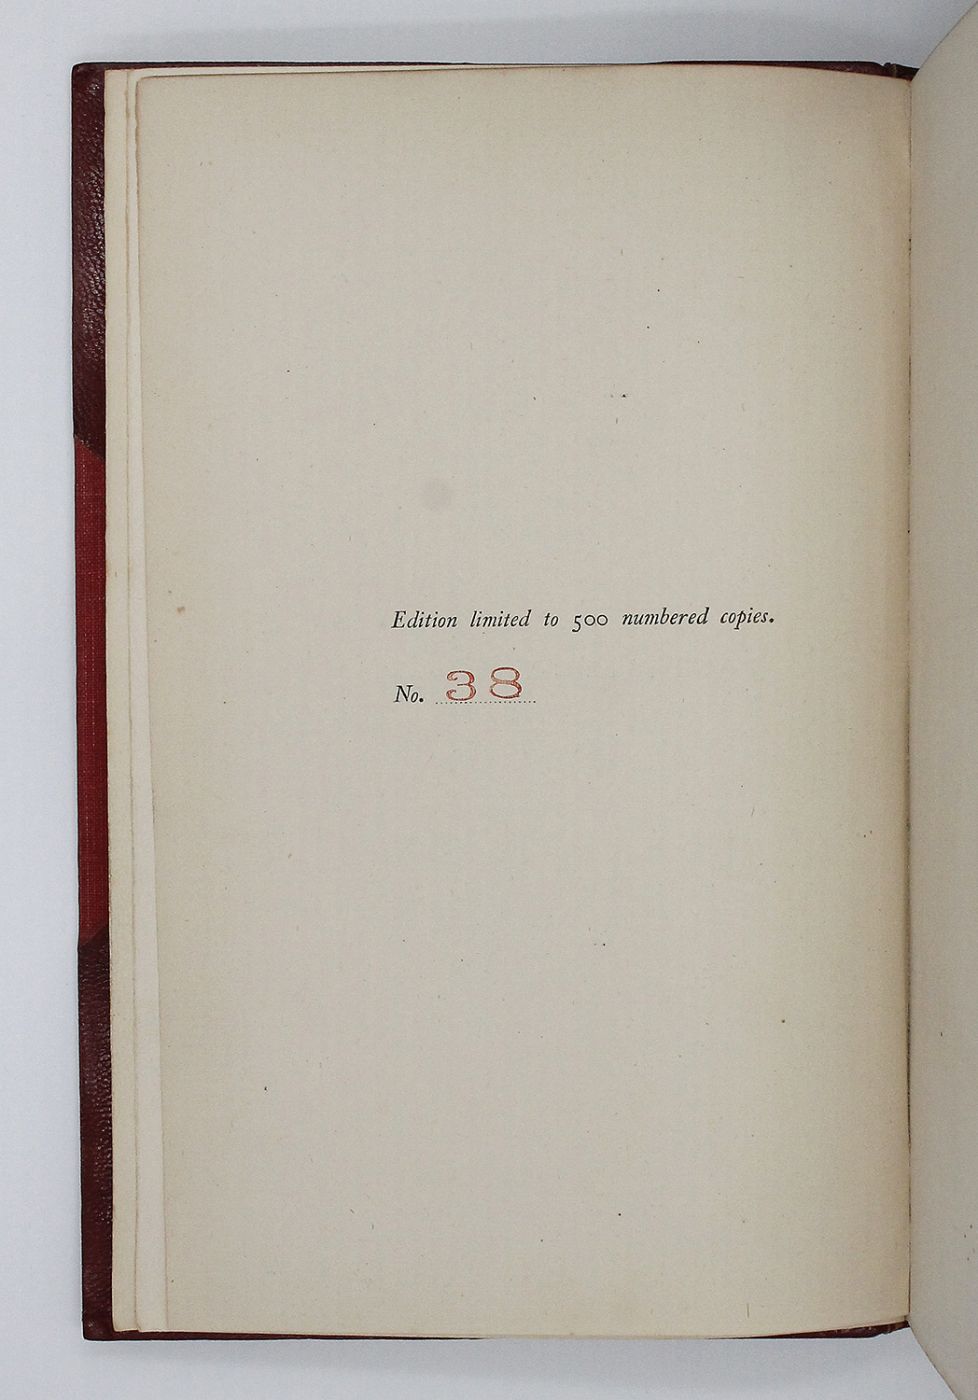 Edition limited to 500 numbered copies.
No. 38